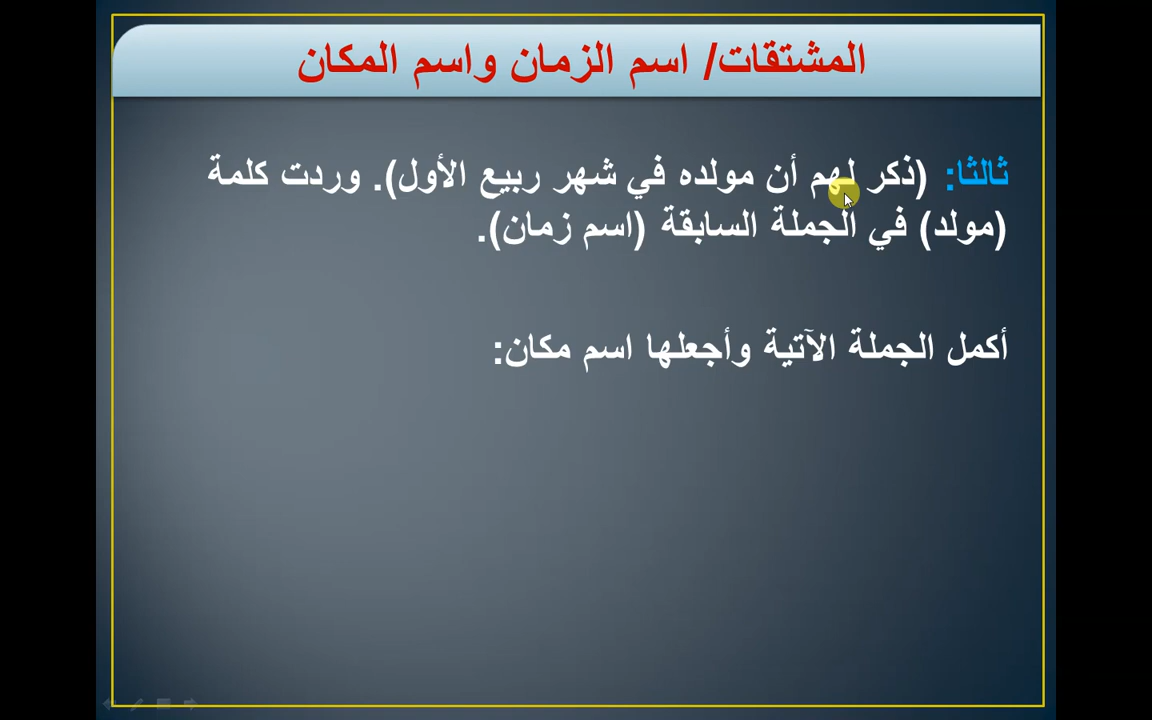 المشتقات/ اسم الزمان واسم المكان
ثالثا: (ذكر لهم أن مولده في شهر ربيع الأول). وردت كلمة
(مولد) في الجملة السابقة (اسم زمان).
أكمل الجملة الآتية وأجعلها اسم مكان: